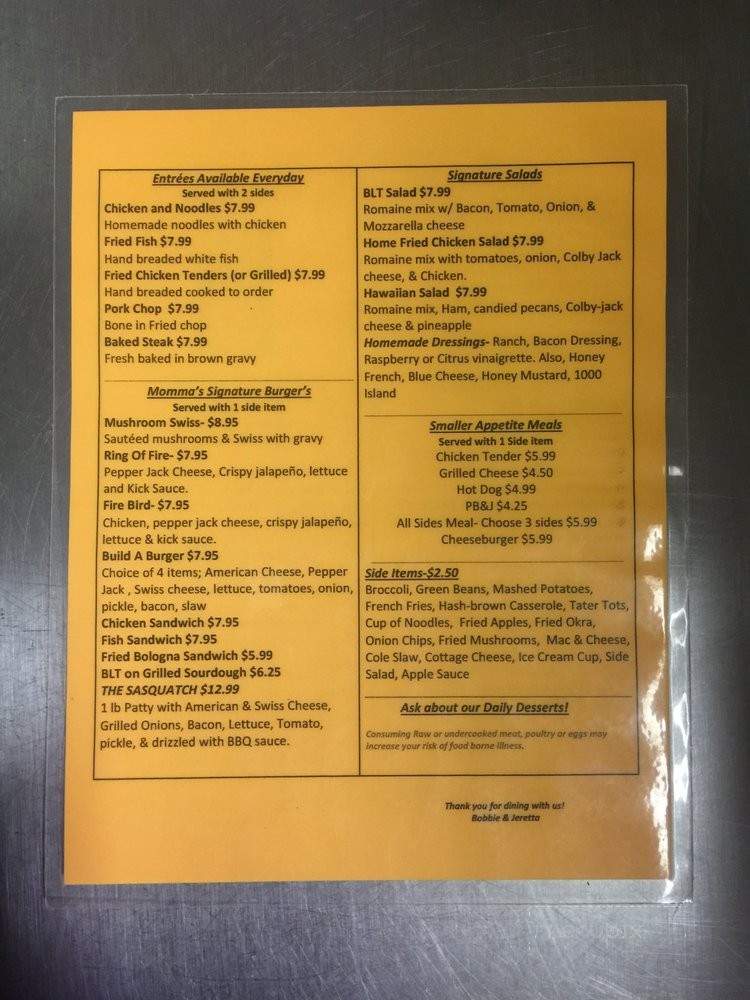 Entrées Available Everyday
Served with 2 sides
Chicken and Noodles $7.99
Homemade noodles with chicken
Fried Fish $7.99
Hand breaded white fish
Fried Chicken Tenders (or Grilled) $7.99
Hand breaded cooked to order
Pork Chop $7.99
Bone in Fried chop
Baked Steak $7.99
Fresh baked in brown gravy
Momma's Signature Burger's
Served with 1 side item
Mushroom Swiss- $8.95
Sautéed mushrooms & Swiss with gravy
Ring Of Fire- $7.95
Pepper Jack Cheese, Crispy jalapeño, lettuce
and Kick Sauce.
Fire Bird- $7.95
Chicken, pepper jack cheese, crispy jalapeño,
lettuce & kick sauce.
Build A Burger $7.95
Choice of 4 items; American Cheese, Pepper
Jack , Swiss cheese, lettuce, tomatoes, onion,
pickle, bacon, slaw
Chicken Sandwich $7.95
Fish Sandwich $7.95
Fried Bologna Sandwich $5.99
BLT on Grilled Sourdough $6.25
THE SASQUATCH $12.99
1 lb Patty with American & Swiss Cheese,
Grilled Onions, Bacon, Lettuce, Tomato,
pickle, & drizzled with BBQ sauce.
Signature Salads
BLT Salad $7.99
Romaine mix w/ Bacon, Tomato, Onion, &
Mozzarella cheese
Home Fried Chicken Salad $7.99
Romaine mix with tomatoes, onion, Colby Jack
cheese, & Chicken.
Hawaiian Salad $7.99
Romaine mix, Ham, candied pecans, Colby-jack
cheese & pineapple
Homemade Dressings- Ranch, Bacon Dressing,
Raspberry or Citrus vinaigrette. Also, Honey
French, Blue Cheese, Honey Mustard, 1000
Island
Smaller Appetite Meals
Served with 1 Side item
Chicken Tender $5.99
Grilled Cheese $4.50
Hot Dog $4.99
PB&J $4.25
All Sides Meal- Choose 3 sides $5.99
Cheeseburger $5.99
Side Items-$2.50
Broccoli, Green Beans, Mashed Potatoes,
French Fries, Hash-brown Casserole, Tater Tots,
Cup of Noodles, Fried Apples, Fried Okra,
Onion Chips, Fried Mushrooms, Mac & Cheese,
Cole Slaw, Cottage Cheese, Ice Cream Cup, Side
Salad, Apple Sauce
Ask about our Daily Desserts!
Consuming Raw or undercooked meat, poultry or eggs may
increase your risk of food borne illness.
Thank you for dining with us!
Bobbie & Jeretta